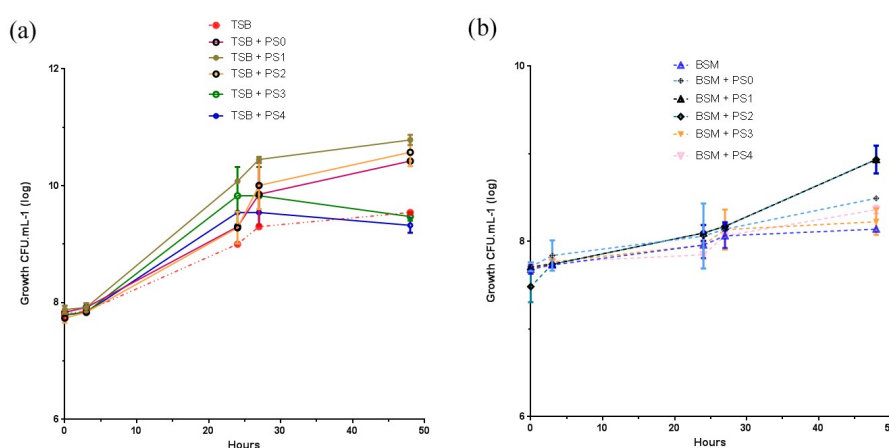 (a)
TSB
TSB + PS0
TSB + PS1
TSB + PS2
TSB + PS3
TSB + PS4
Growth CFU.mL-1 (log)
12
10
8
6
0 10 20 30 40 50
Hours
(b)
BSM
BSM + PS0
BSM + PS1
BSM + PS2
BSM + PS3
BSM + PS4
Growth CFU.mL-1 (log)
10
8
6
0 10 20 30 40 50
Hours